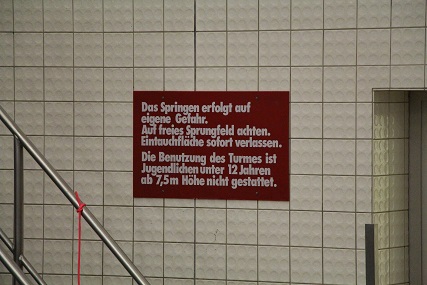 Das Springen erfolgt auf
eigene Gefahr.
Auf freies Sprungfeld achten.
Eintauchfläche sofort verlassen.
Die Benutzung des Turmes ist
Jugendlichen unter 12 Jahren
ab 7,5 m Höhe nicht gestattet.